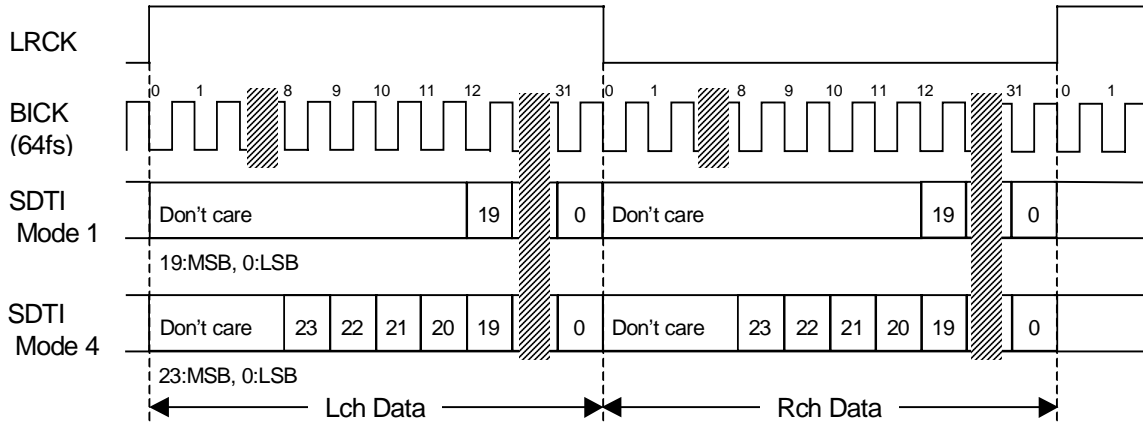 LRCK
0 1 8 9 10 11 12 31 0 1 8 9 10 11 12 31 0 1
BICK
(64fs)
SDTI
Mode 1
Don't care 19 0 Don't care 19 0
19:MSB, 0:LSB
SDTI
Mode 4
Don't care 23 22 21 20 19 0 Don't care 23 22 21 20 19 0
23:MSB, 0:LSB
Lch Data Rch Data